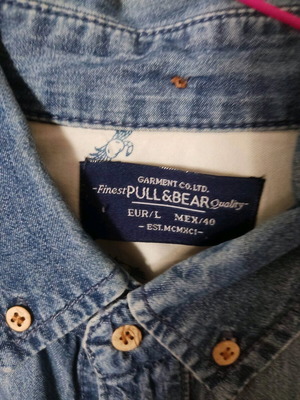 GARMENT CO.LTD.
-Finest PULL&BEAR Quality-
EUR/L MEX/40
-EST.MCMXCI-